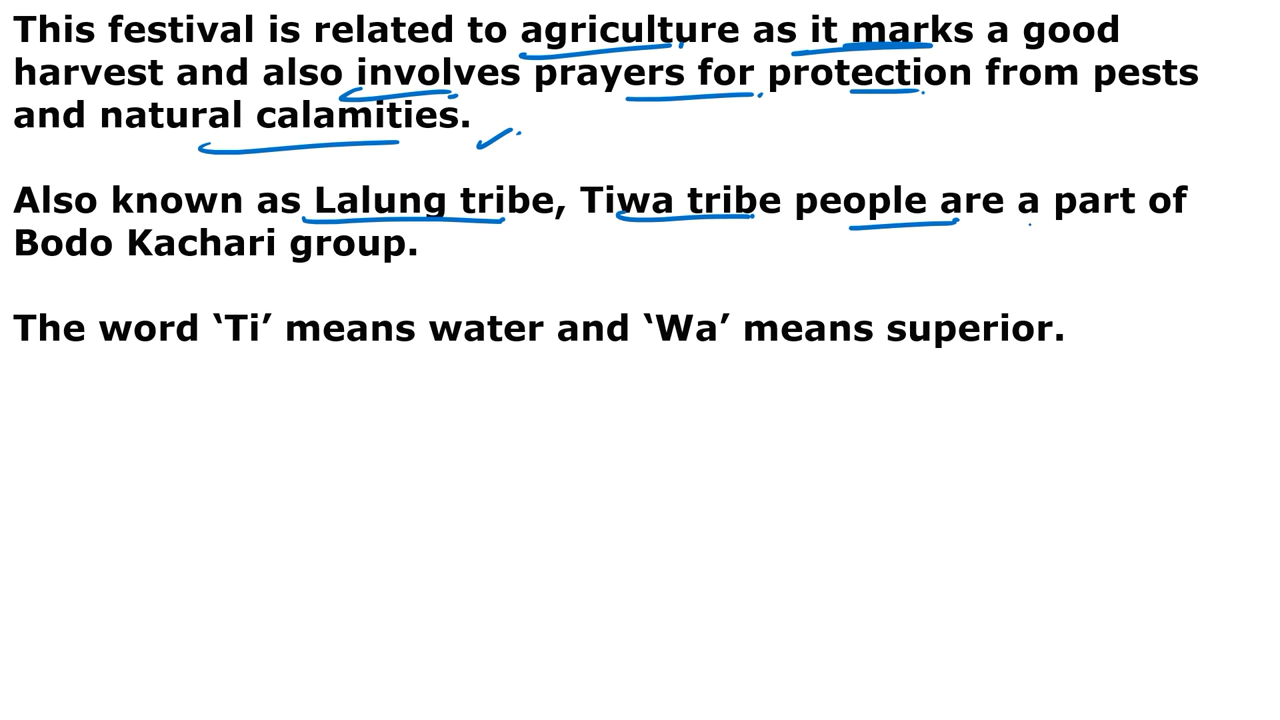 This festival is related to agriculture as it marks a good
harvest and also involves prayers for protection from pests
and natural calamities.
Also known as Lalung tribe, Tiwa tribe people are a part of
Bodo Kachari group.
The word ‘Ti’ means water and ‘Wa’ means superior.